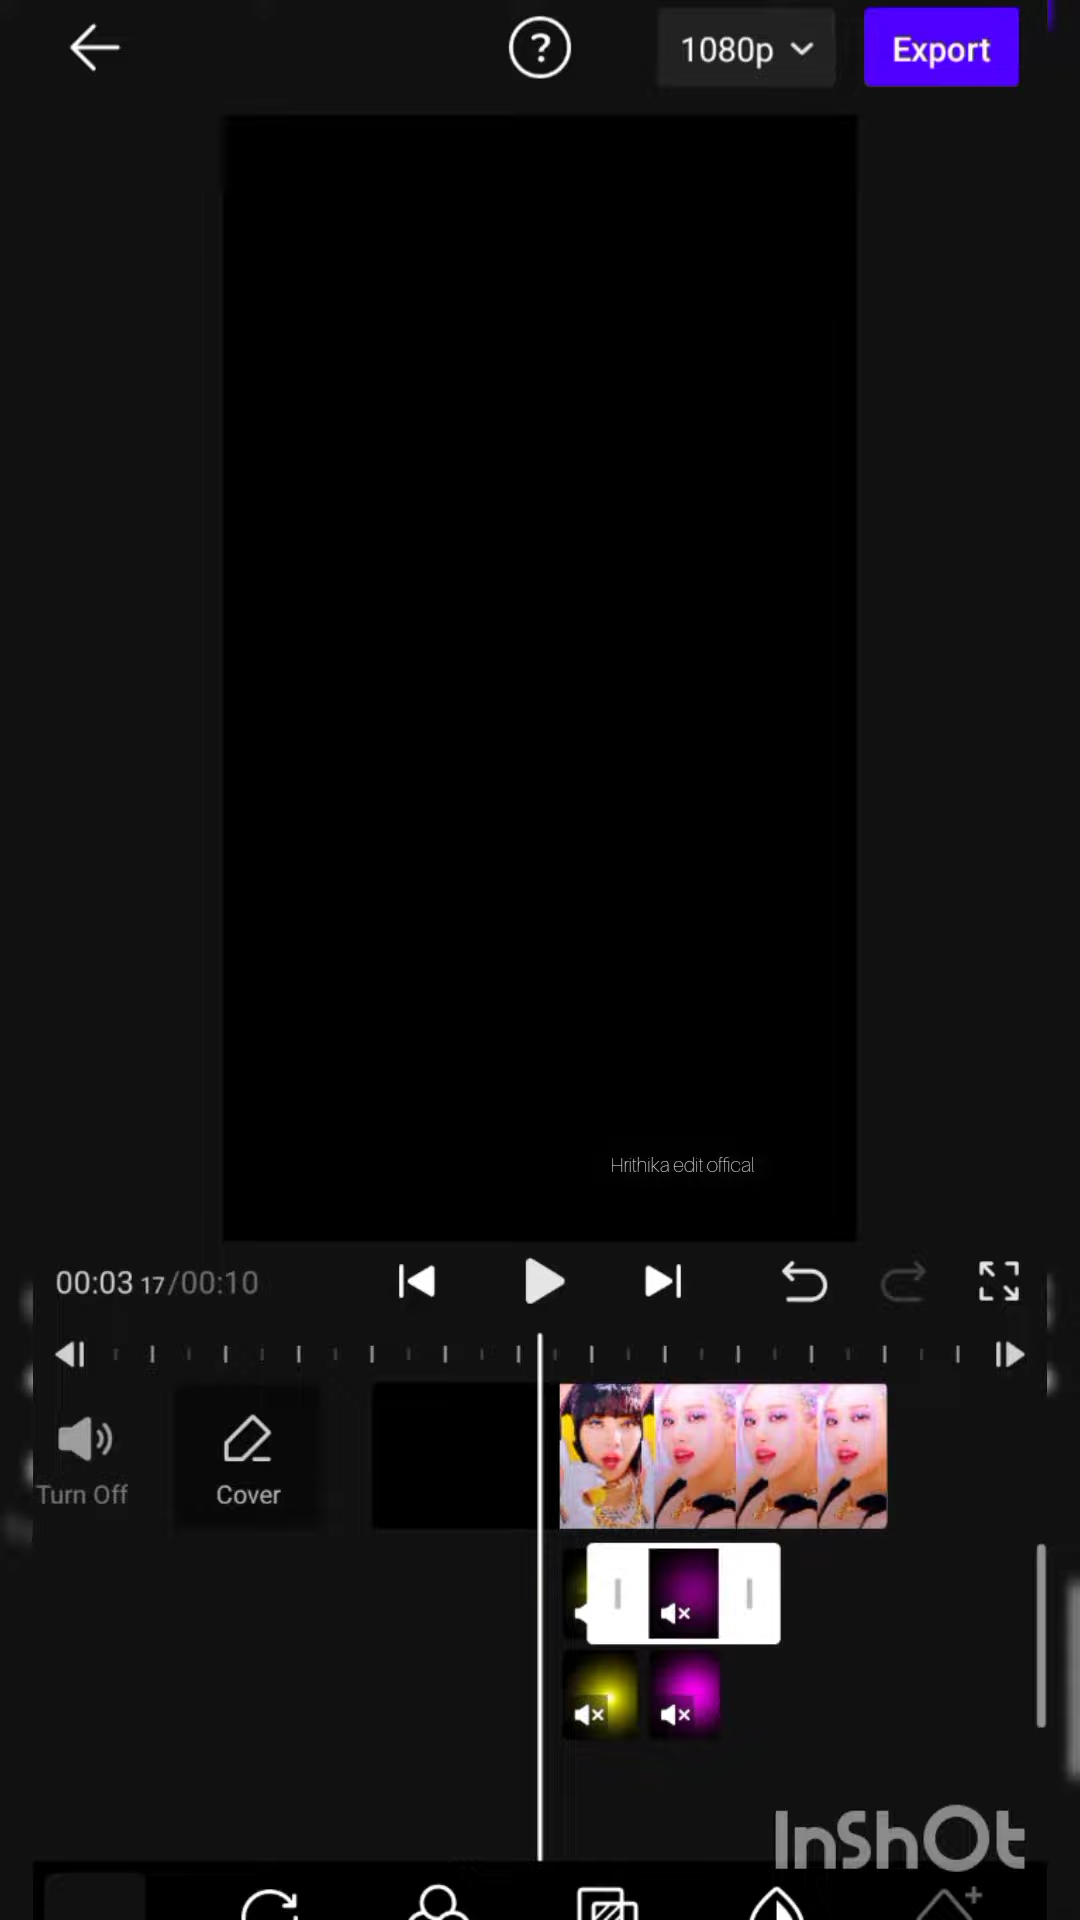 1080p
Export
Hrithika edit offical
00:03 17/00:10
Turn Off
Cover
InShOt